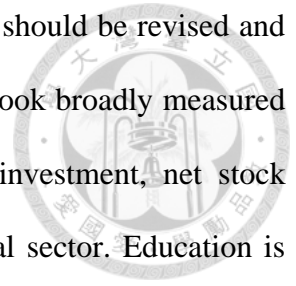 should be revised and
ook broadly measured
investment, net stock
al sector. Education is